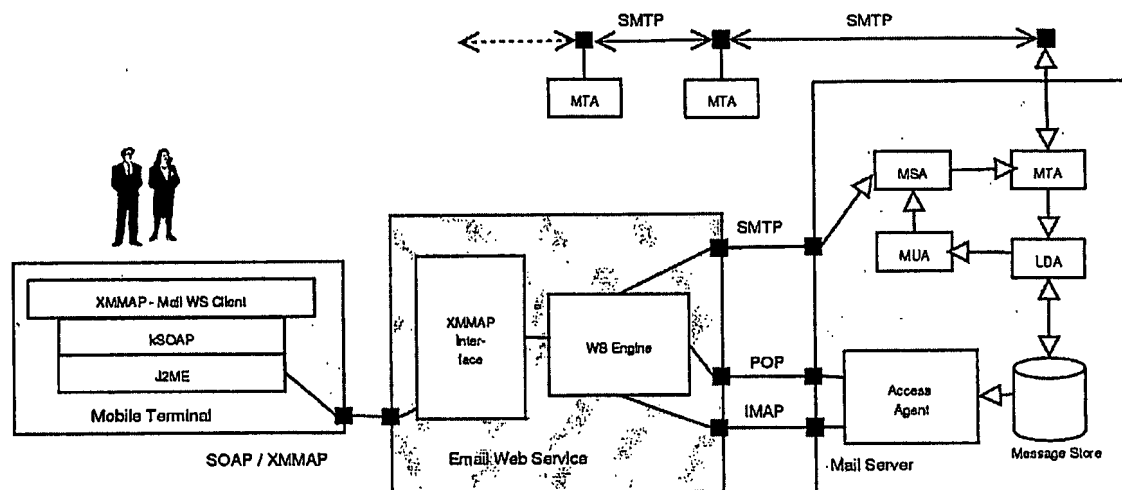 SMTP
SMTP
MTA
MTA
MSA
MTA
SMTP
MUA
LDA
XMMAP - Mail WS Client
kSOAP
J2ME
Mobile Terminal
XMMAP
Inter-
face
WS Engine
POP
IMAP
Access
Agent
SOAP / XMMAP
Email Web Service
Mail Server
Message Store